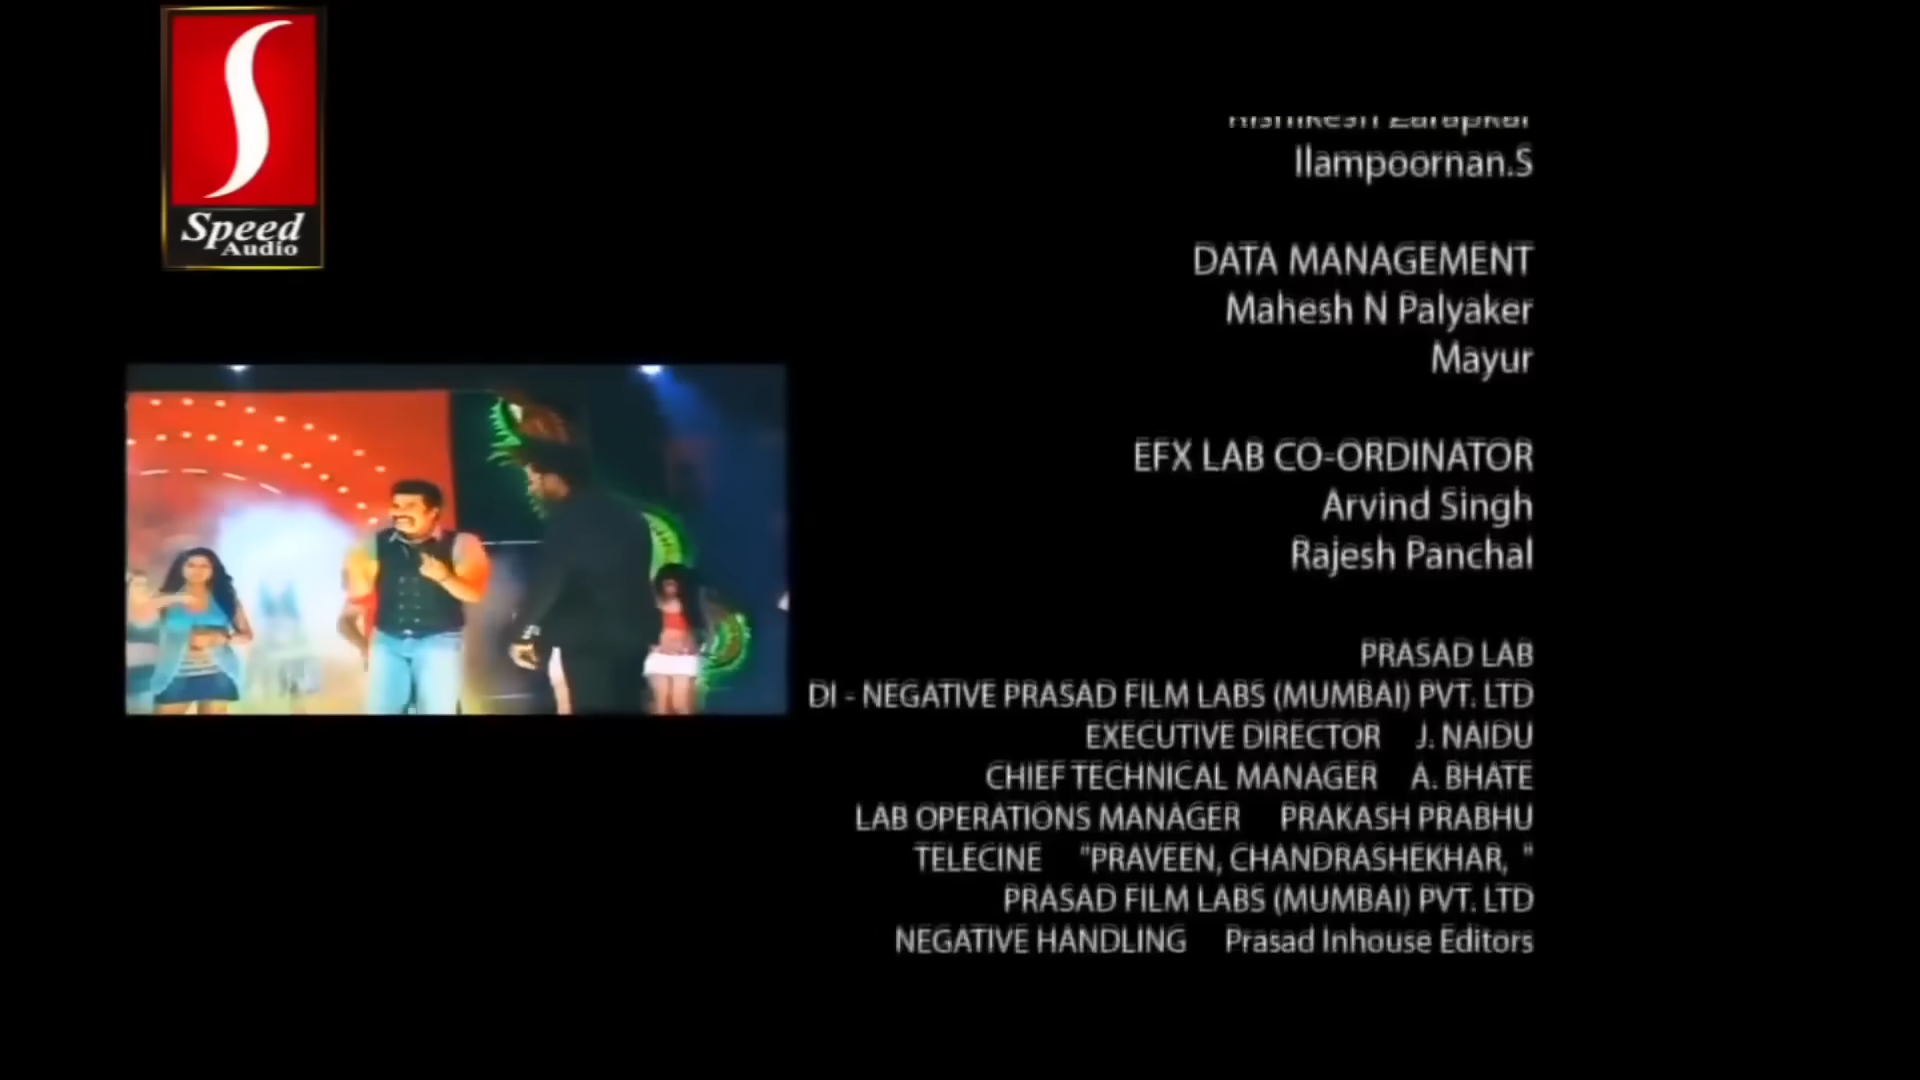 Speed
Audio
Ilampoornan.S
DATA MANAGEMENT
Mahesh N Palyaker
Mayur
EFX LAB CO-ORDINATOR
Arvind Singh
Rajesh Panchal
PRASAD LAB
DI - NEGATIVE PRASAD FILM LABS (MUMBAI) PVT. LTD
EXECUTIVE DIRECTOR J. NAIDU
CHIEF TECHNICAL MANAGER A. BHATE
LAB OPERATIONS MANAGER PRAKASH PRABHU
TELECINE "PRAVEEN, CHANDRASHEKHAR, "
PRASAD FILM LABS (MUMBAI) PVT. LTD
NEGATIVE HANDLING Prasad Inhouse Editors